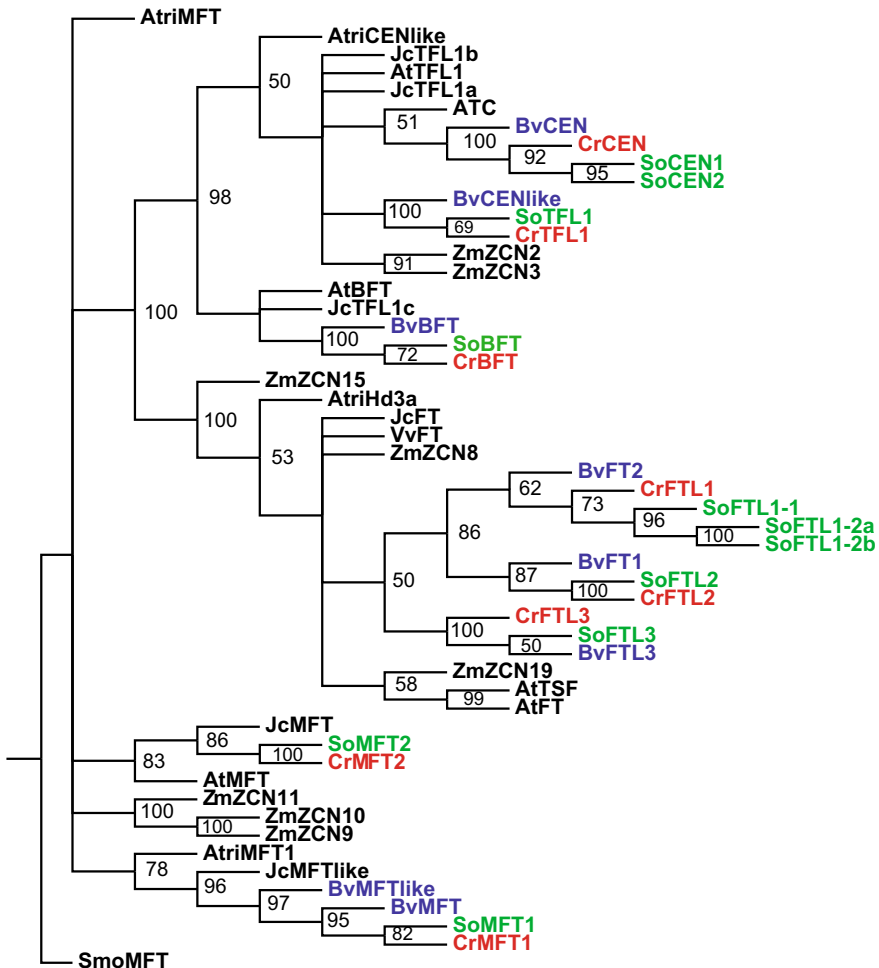 AtriMFT
AtriCENlike
JcTFL1b
50
AtTFL1
JcTFL1a
ATC
51
BvCEN
100
CrCEN
92
SoCEN1
95
SoCEN2
98
BvCENlike
100
SoTFL1
69
CrTFL1
ZmZCN2
91
ZmZCN3
AtBFT
100
JcTFL1c
BvBFT
100
SoBFT
72
CrBFT
ZmZCN15
AtriHd3a
100
JcFT
VvFT
53
ZmZCN8
BvFT2
62
CrFTL1
73
SoFTL1-1
96
SoFTL1-2a
100
SoFTL1-2b
86
BvFT1
87
SoFTL2
50
100
CrFTL2
CrFTL3
100
SoFTL3
50
BvFTL3
ZmZCN19
58
AtTSF
99
AtFT
JcMFT
86
SoMFT2
100
CrMFT2
83
AtMFT
ZmZCN11
100
ZmZCN10
100
ZmZCN9
AtriMFT1
78
JcMFTlike
96
BvMFTlike
97
BvMFT
95
SoMFT1
82
CrMFT1
SmoMFT